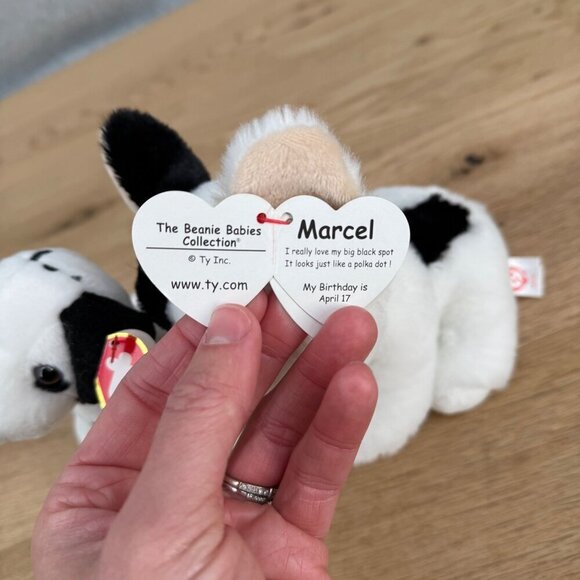 The Beanie Babies
Collection®
© Ty Inc.
www.ty.com
Marcel
I really love my big black spot
It looks just like a polka dot !
My Birthday is
April 17